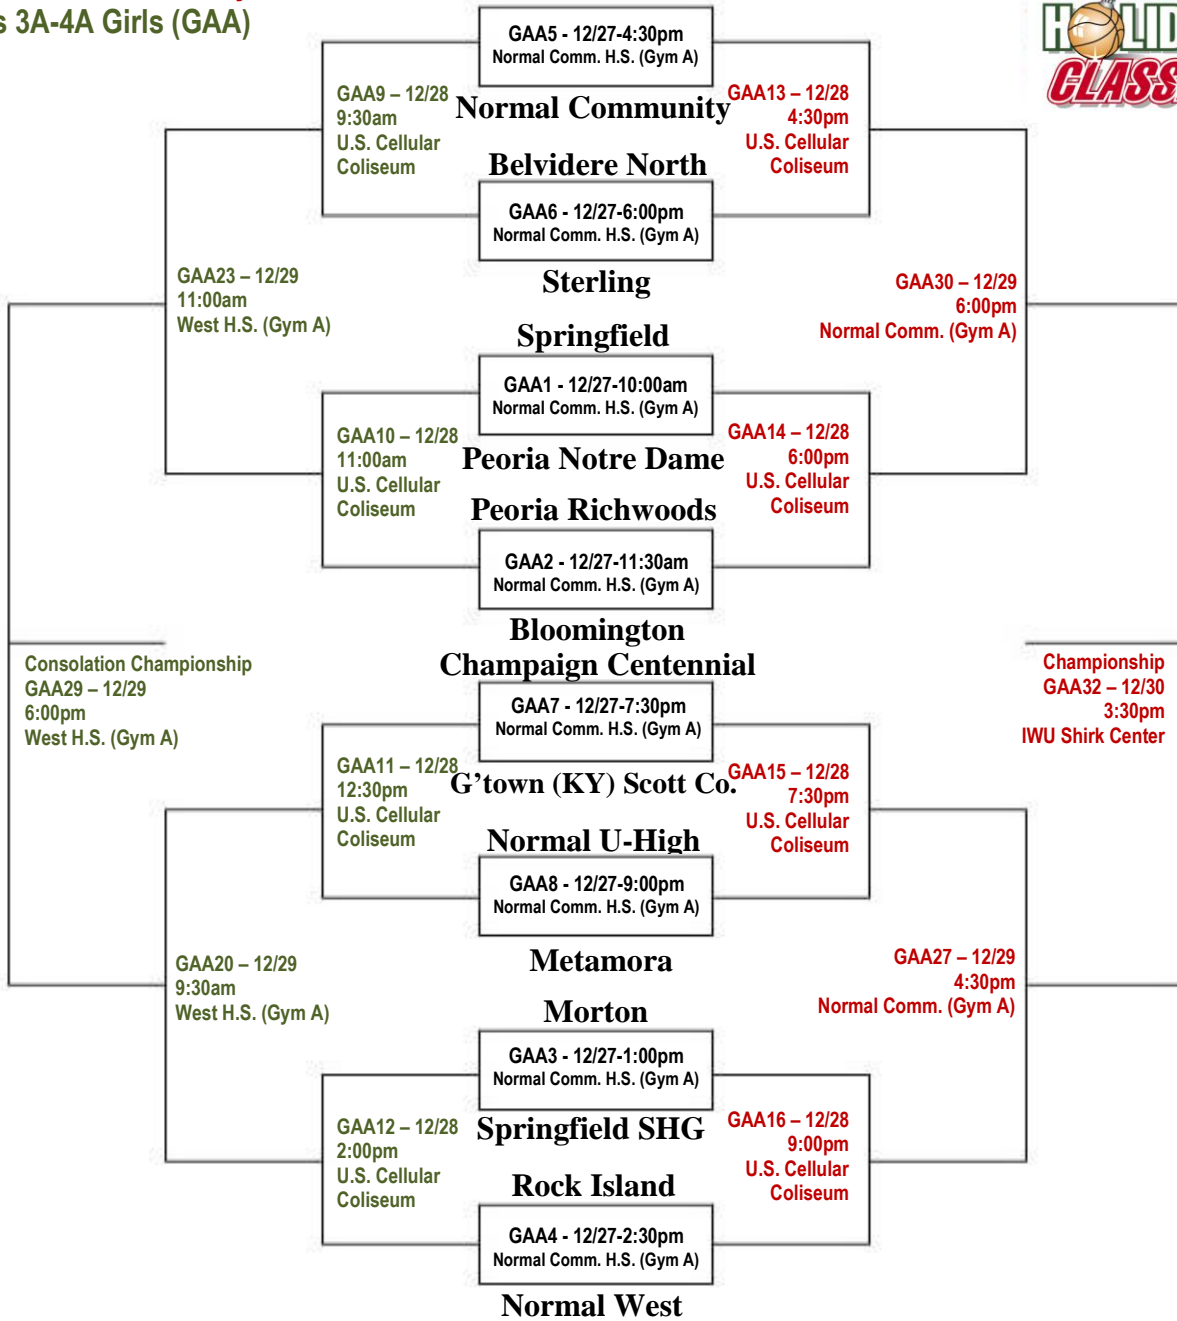 s 3A-4A Girls (GAA)
HOLID
CLASS
GAA5 - 12/27-4:30pm
Normal Comm. H.S. (Gym A)
GAA9 – 12/28
9:30am
U.S. Cellular
Coliseum
Normal Community
GAA13 – 12/28
4:30pm
U.S. Cellular
Coliseum
Belvidere North
GAA6 - 12/27-6:00pm
Normal Comm. H.S. (Gym A)
Sterling
GAA23 – 12/29
11:00am
West H.S. (Gym A)
GAA30 – 12/29
6:00pm
Normal Comm. (Gym A)
Springfield
GAA1 - 12/27-10:00am
Normal Comm. H.S. (Gym A)
GAA10 – 12/28
11:00am
U.S. Cellular
Coliseum
Peoria Notre Dame
GAA14 – 12/28
6:00pm
U.S. Cellular
Coliseum
Peoria Richwoods
GAA2 - 12/27-11:30am
Normal Comm. H.S. (Gym A)
Bloomington
Consolation Championship
GAA29 – 12/29
6:00pm
West H.S. (Gym A)
Champaign Centennial
Championship
GAA32 – 12/30
3:30pm
IWU Shirk Center
GAA7 - 12/27-7:30pm
Normal Comm. H.S. (Gym A)
GAA11 – 12/28
12:30pm
U.S. Cellular
Coliseum
G’town (KY) Scott Co.
GAA15 – 12/28
7:30pm
U.S. Cellular
Coliseum
Normal U-High
GAA8 - 12/27-9:00pm
Normal Comm. H.S. (Gym A)
Metamora
GAA20 – 12/29
9:30am
West H.S. (Gym A)
GAA27 – 12/29
4:30pm
Normal Comm. (Gym A)
Morton
GAA3 - 12/27-1:00pm
Normal Comm. H.S. (Gym A)
GAA12 – 12/28
2:00pm
U.S. Cellular
Coliseum
Springfield SHG
GAA16 – 12/28
9:00pm
U.S. Cellular
Coliseum
Rock Island
GAA4 - 12/27-2:30pm
Normal Comm. H.S. (Gym A)
Normal West